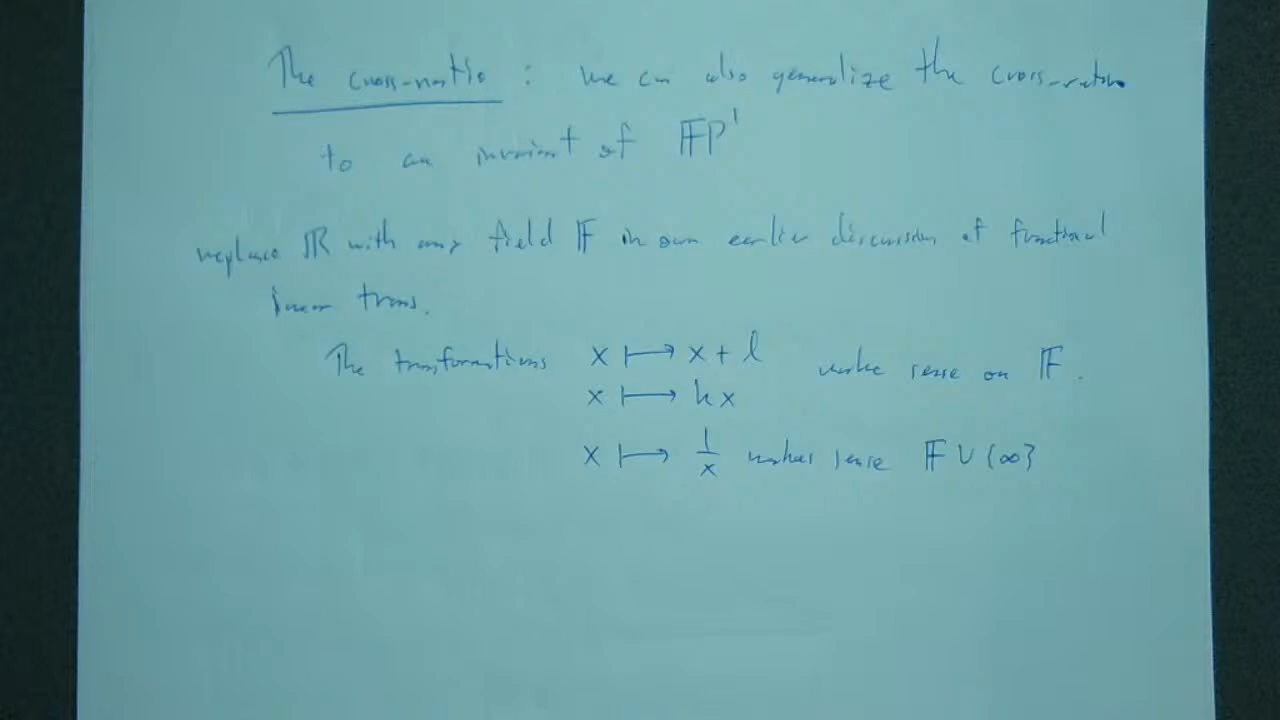 The cross-ratio : we can also generalize the cross-ratio
to an invariant of 𝔽P¹
replace ℝ with any field 𝔽 in our earlier discussion of fractional
linear trans.
The transformations x ⟼ x + l make sense on 𝔽.
x ⟼ kx
x ⟼ 1/x makes sense 𝔽 ∪ {∞}